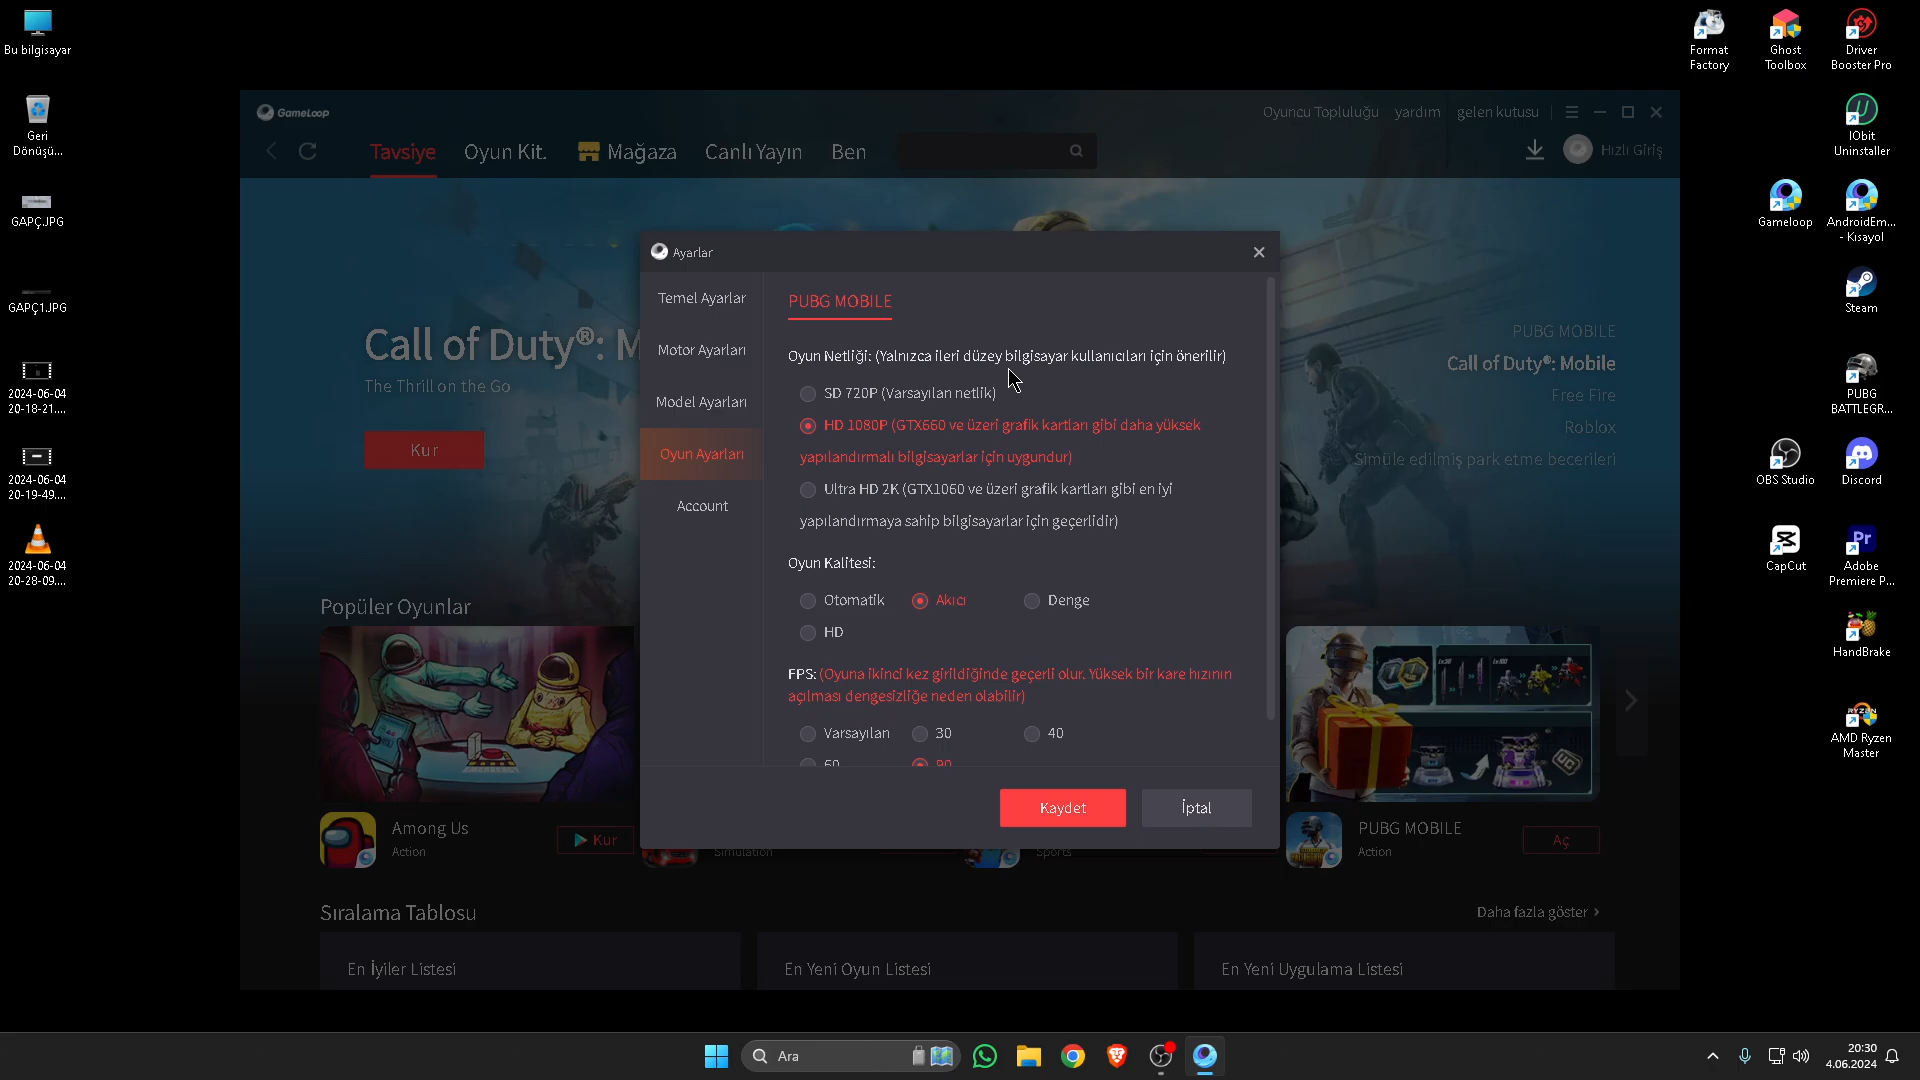 Bu bilgisayar
Geri
Dönüşü...
GAPÇ.JPG
GAPÇ1.JPG
2024-06-04
20-18-21....
2024-06-04
20-19-49....
2024-06-04
20-28-09....
Format
Factory
Ghost
Toolbox
Driver
Booster Pro
IObit
Uninstaller
Gameloop
AndroidEm...
- Kısayol
Steam
PUBG
BATTLEGR...
OBS Studio
Discord
CapCut
Adobe
Premiere P...
HandBrake
AMD Ryzen
Master
GameLoop
Oyuncu Topluluğu yardım gelen kutusu
Tavsiye Oyun Kit. Mağaza Canlı Yayın Ben
Hızlı Giriş
Call of Duty®: M
The Thrill on the Go
Kur
PUBG MOBILE
Call of Duty®: Mobile
Free Fire
Roblox
Simüle edilmiş park etme becerileri
Ayarlar
Temel Ayarlar
Motor Ayarları
Model Ayarları
Oyun Ayarları
Account
PUBG MOBILE
Oyun Netliği: (Yalnızca ileri düzey bilgisayar kullanıcıları için önerilir)
SD 720P (Varsayılan netlik)
HD 1080P (GTX660 ve üzeri grafik kartları gibi daha yüksek
yapılandırmalı bilgisayarlar için uygundur)
Ultra HD 2K (GTX1060 ve üzeri grafik kartları gibi en iyi
yapılandırmaya sahip bilgisayarlar için geçerlidir)
Oyun Kalitesi:
Otomatik Akıcı Denge
HD
FPS: (Oyuna ikinci kez girildiğinde geçerli olur. Yüksek bir kare hızının
açılması dengesizliğe neden olabilir)
Varsayılan 30 40
60 90
Kaydet İptal
Popüler Oyunlar
Among Us
Action
Kur
Simulation
Sports
PUBG MOBILE
Action
Aç
Sıralama Tablosu
Daha fazla göster >
En İyiler Listesi
En Yeni Oyun Listesi
En Yeni Uygulama Listesi
Ara
20:30
4.06.2024